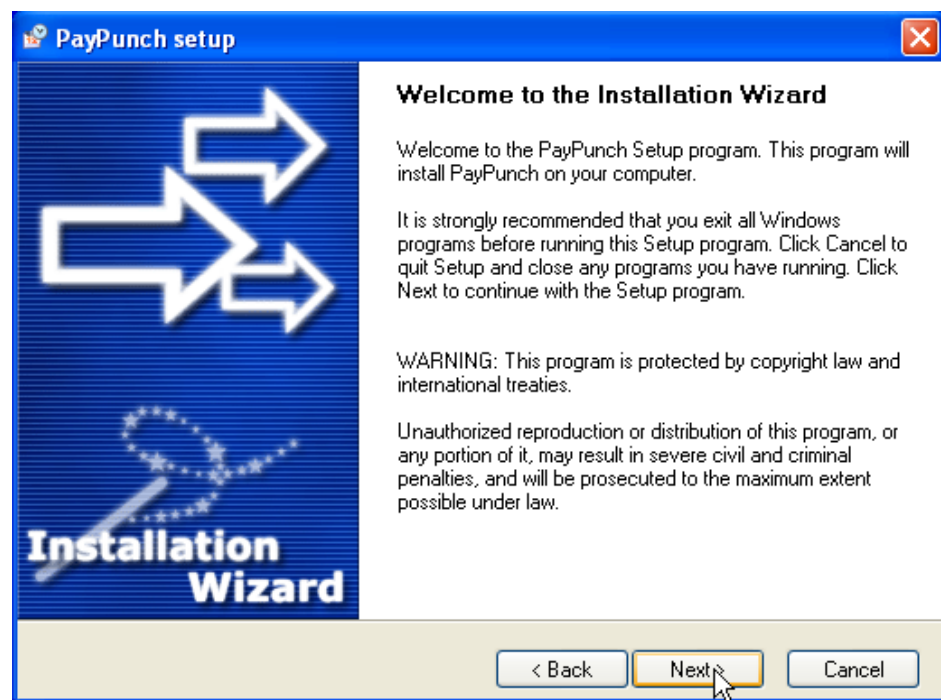 PayPunch setup
Welcome to the Installation Wizard
Welcome to the PayPunch Setup program. This program will
install PayPunch on your computer.
It is strongly recommended that you exit all Windows
programs before running this Setup program. Click Cancel to
quit Setup and close any programs you have running. Click
Next to continue with the Setup program.
WARNING: This program is protected by copyright law and
international treaties.
Unauthorized reproduction or distribution of this program, or
any portion of it, may result in severe civil and criminal
penalties, and will be prosecuted to the maximum extent
possible under law.
Installation
Wizard
< Back
Next >
Cancel